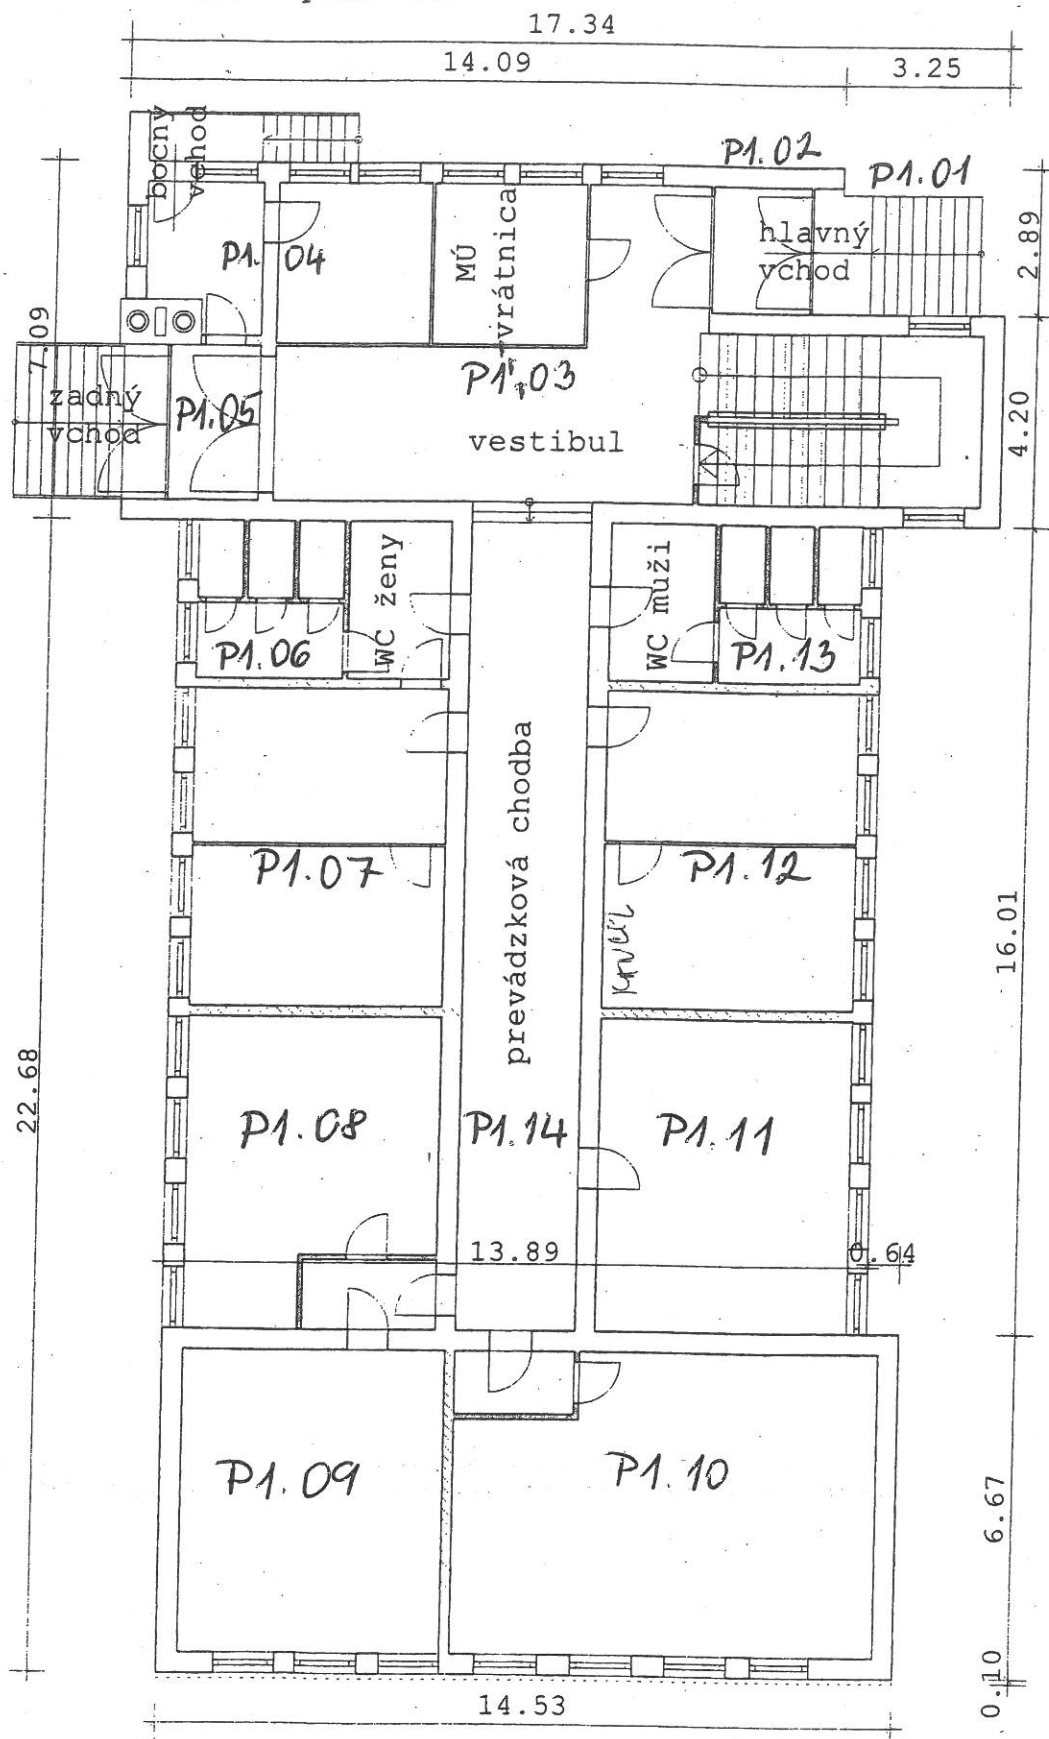 17.34
14.09
3.25
bočný
vchod
P1.02
P1.01
hlavný
vchod
2.89
P1.04
MÚ
vrátnica
7.09
zadný
vchod
P1.05
P1.03
vestibul
4.20
WC ženy
WC muži
P1.06
P1.13
prevádzková chodba
P1.07
P1.12
16.01
22.68
P1.08
P1.14
P1.11
13.89
0.64
P1.09
P1.10
6.67
0.10
14.53